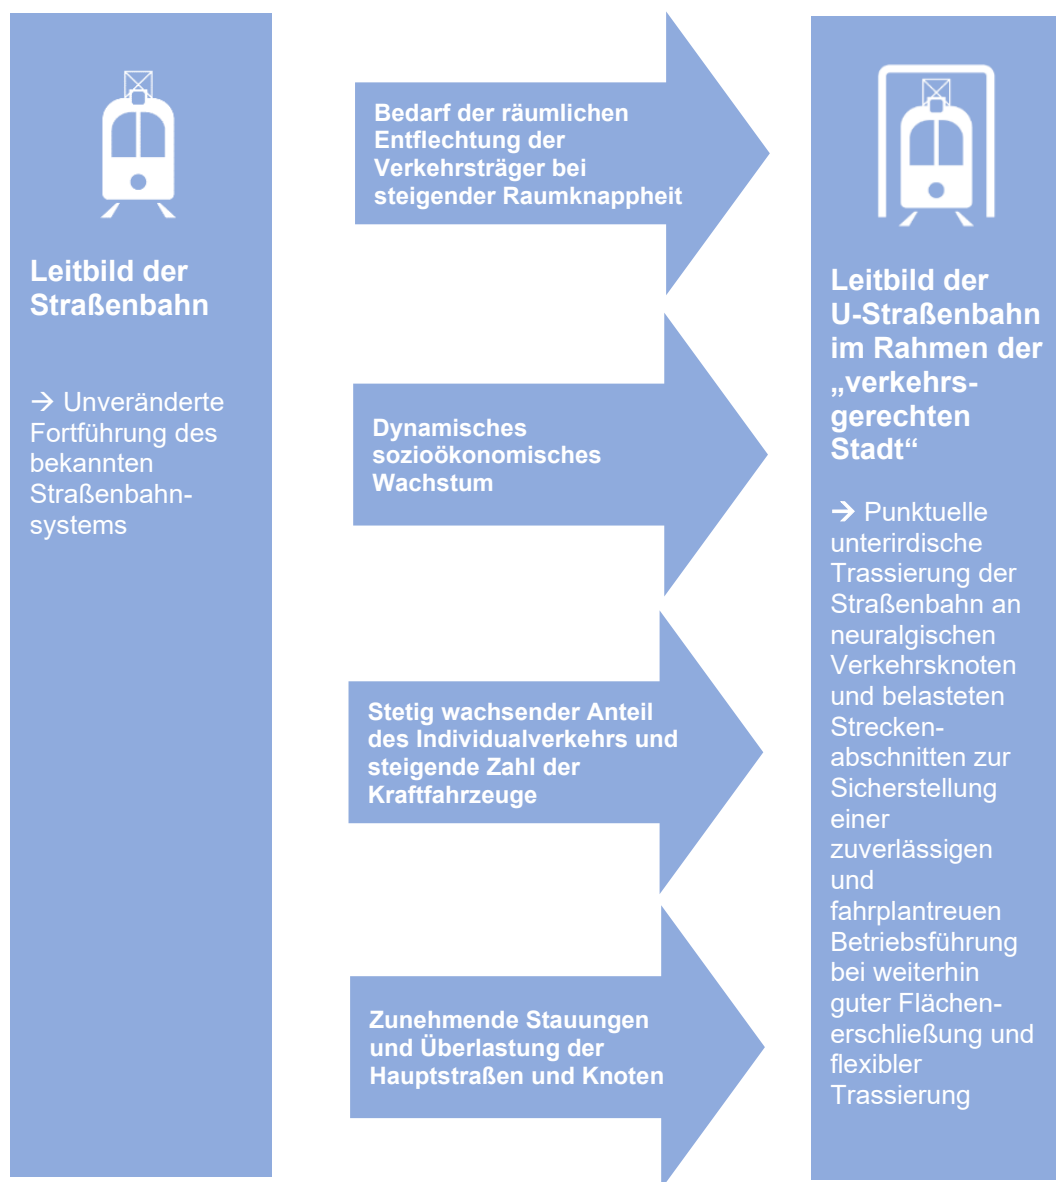 Leitbild der
Straßenbahn
→ Unveränderte
Fortführung des
bekannten
Straßenbahn-
systems
Bedarf der räumlichen
Entflechtung der
Verkehrsträger bei
steigender Raumknappheit
Dynamisches
sozioökonomisches
Wachstum
Stetig wachsender Anteil
des Individualverkehrs und
steigende Zahl der
Kraftfahrzeuge
Zunehmende Stauungen
und Überlastung der
Hauptstraßen und Knoten
Leitbild der
U-Straßenbahn
im Rahmen der
„verkehrs-
gerechten
Stadt“
→ Punktuelle
unterirdische
Trassierung der
Straßenbahn an
neuralgischen
Verkehrsknoten
und belasteten
Strecken-
abschnitten zur
Sicherstellung
einer
zuverlässigen
und
fahrplantreuen
Betriebsführung
bei weiterhin
guter Flächen-
erschließung und
flexibler
Trassierung